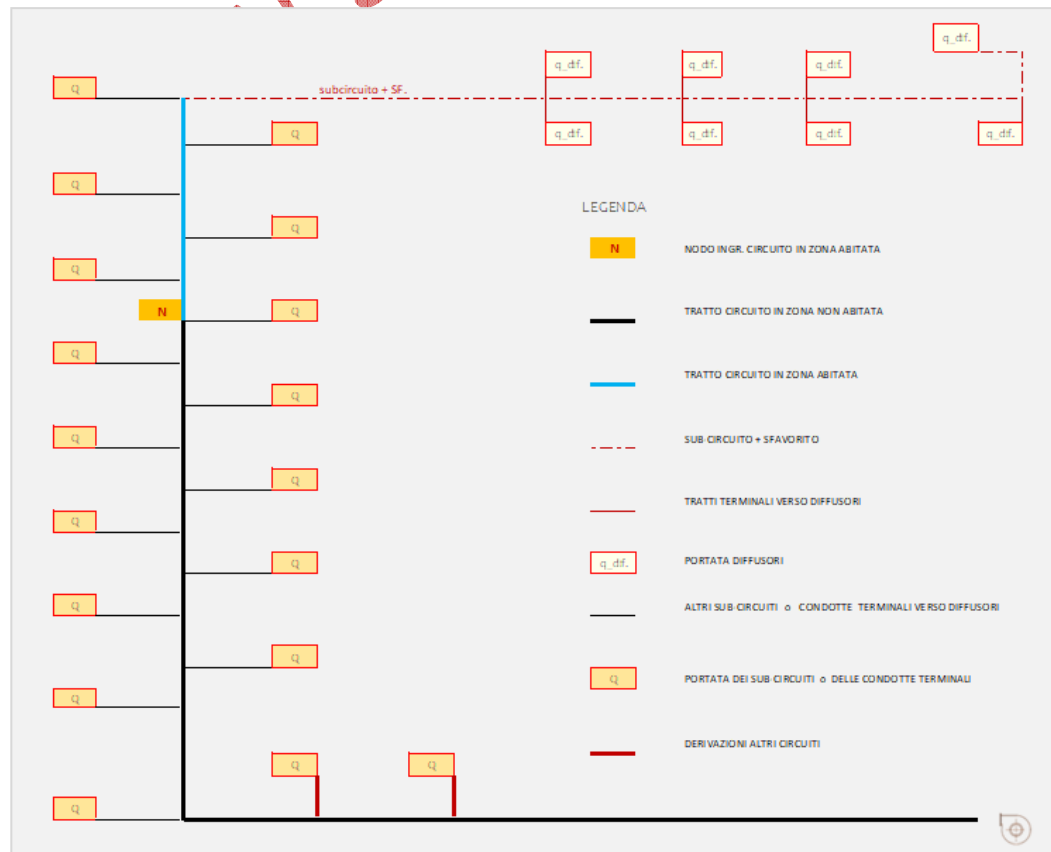 q_dif.
q_dif. q_dif. q_dif.
q subcircuito + SF.
q q_dif. q_dif. q_dif. q_dif.
q
LEGENDA
q
N NODO INGR. CIRCUITO IN ZONA ABITATA
q
N q TRATTO CIRCUITO IN ZONA NON ABITATA
q
TRATTO CIRCUITO IN ZONA ABITATA
q
q SUB-CIRCUITO + SFAVORITO
q
TRATTI TERMINALI VERSO DIFFUSORI
q
q q_dif. PORTATA DIFFUSORI
q ALTRI SUB-CIRCUITI o CONDOTTE TERMINALI VERSO DIFFUSORI
q
q PORTATA DEI SUB-CIRCUITI o DELLE CONDOTTE TERMINALI
q
DERIVAZIONI ALTRI CIRCUITI
q q
q